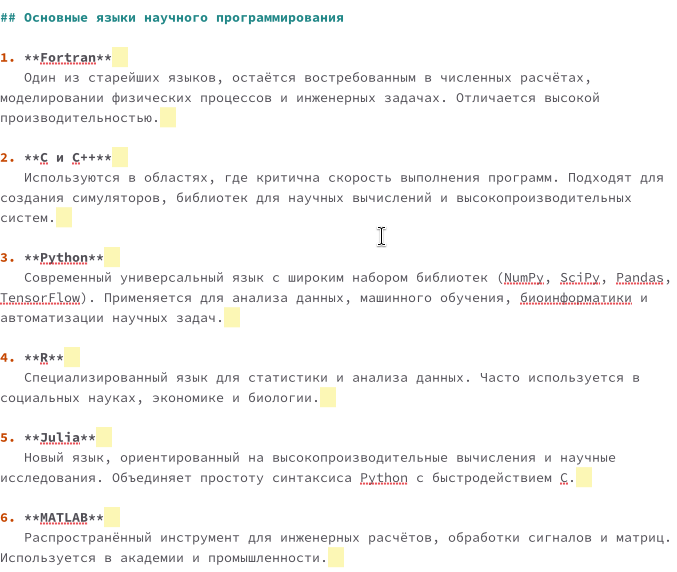 ## Основные языки научного программирования
1. **Fortran**
Один из старейших языков, остаётся востребованным в численных расчётах,
моделировании физических процессов и инженерных задачах. Отличается высокой
производительностью.
2. **C и C++**
Используются в областях, где критична скорость выполнения программ. Подходят для
создания симуляторов, библиотек для научных вычислений и высокопроизводительных
систем.
3. **Python**
Современный универсальный язык с широким набором библиотек (NumPy, SciPy, Pandas,
TensorFlow). Применяется для анализа данных, машинного обучения, биоинформатики и
автоматизации научных задач.
4. **R**
Специализированный язык для статистики и анализа данных. Часто используется в
социальных науках, экономике и биологии.
5. **Julia**
Новый язык, ориентированный на высокопроизводительные вычисления и научные
исследования. Объединяет простоту синтаксиса Python с быстродействием C.
6. **MATLAB**
Распространённый инструмент для инженерных расчётов, обработки сигналов и матриц.
Используется в академии и промышленности.